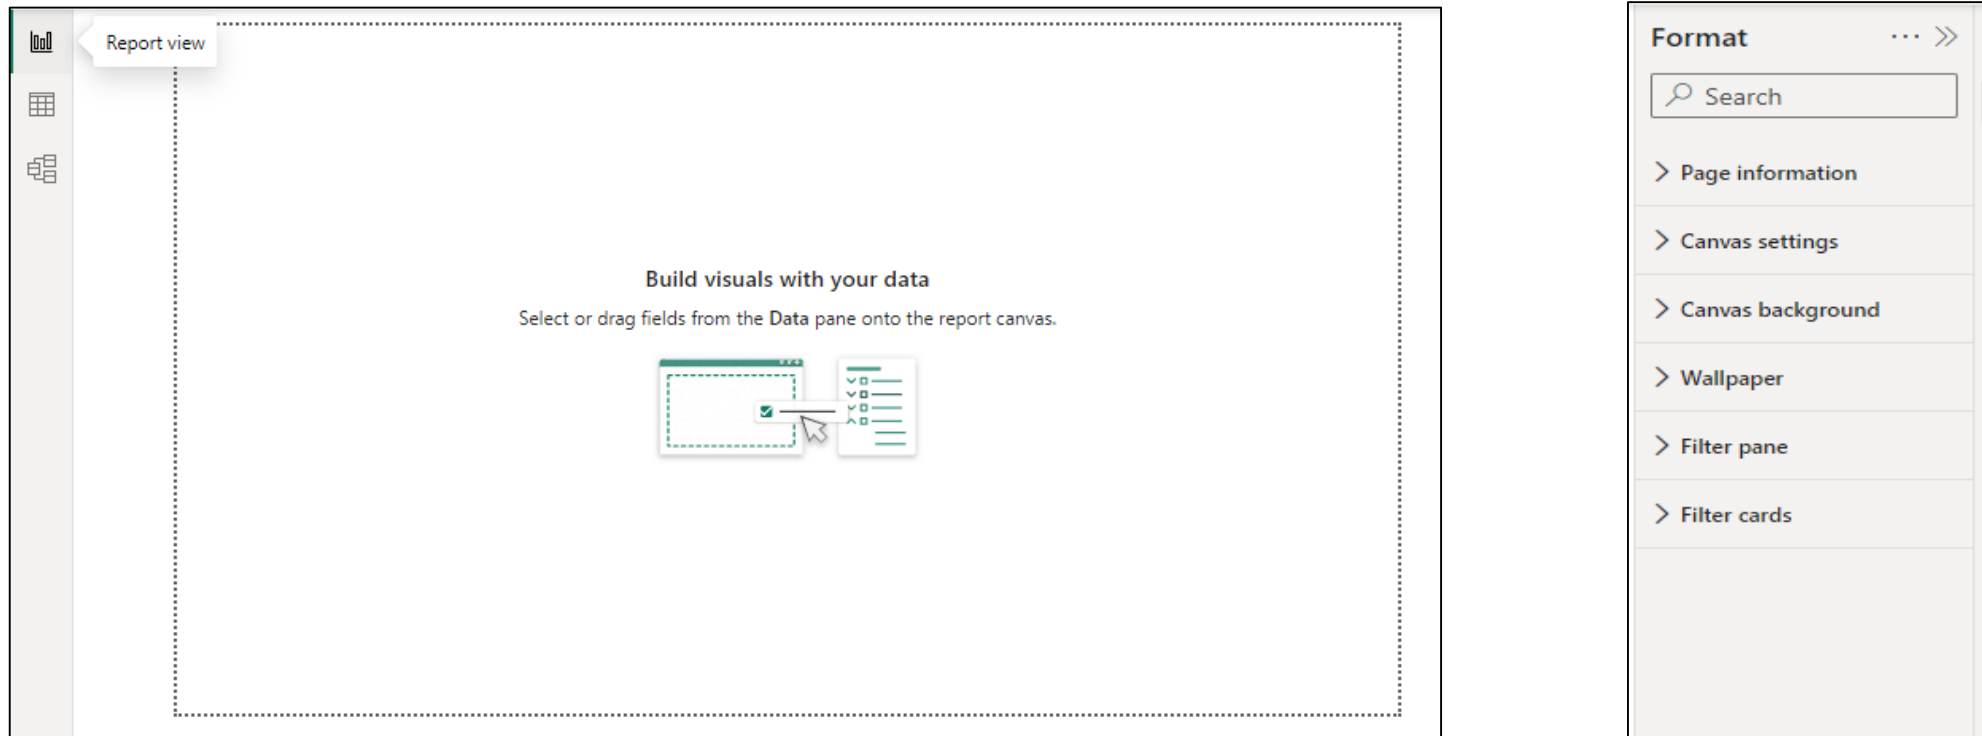 Report view
Build visuals with your data
Select or drag fields from the Data pane onto the report canvas.
Format
Search
Page information
Canvas settings
Canvas background
Wallpaper
Filter pane
Filter cards